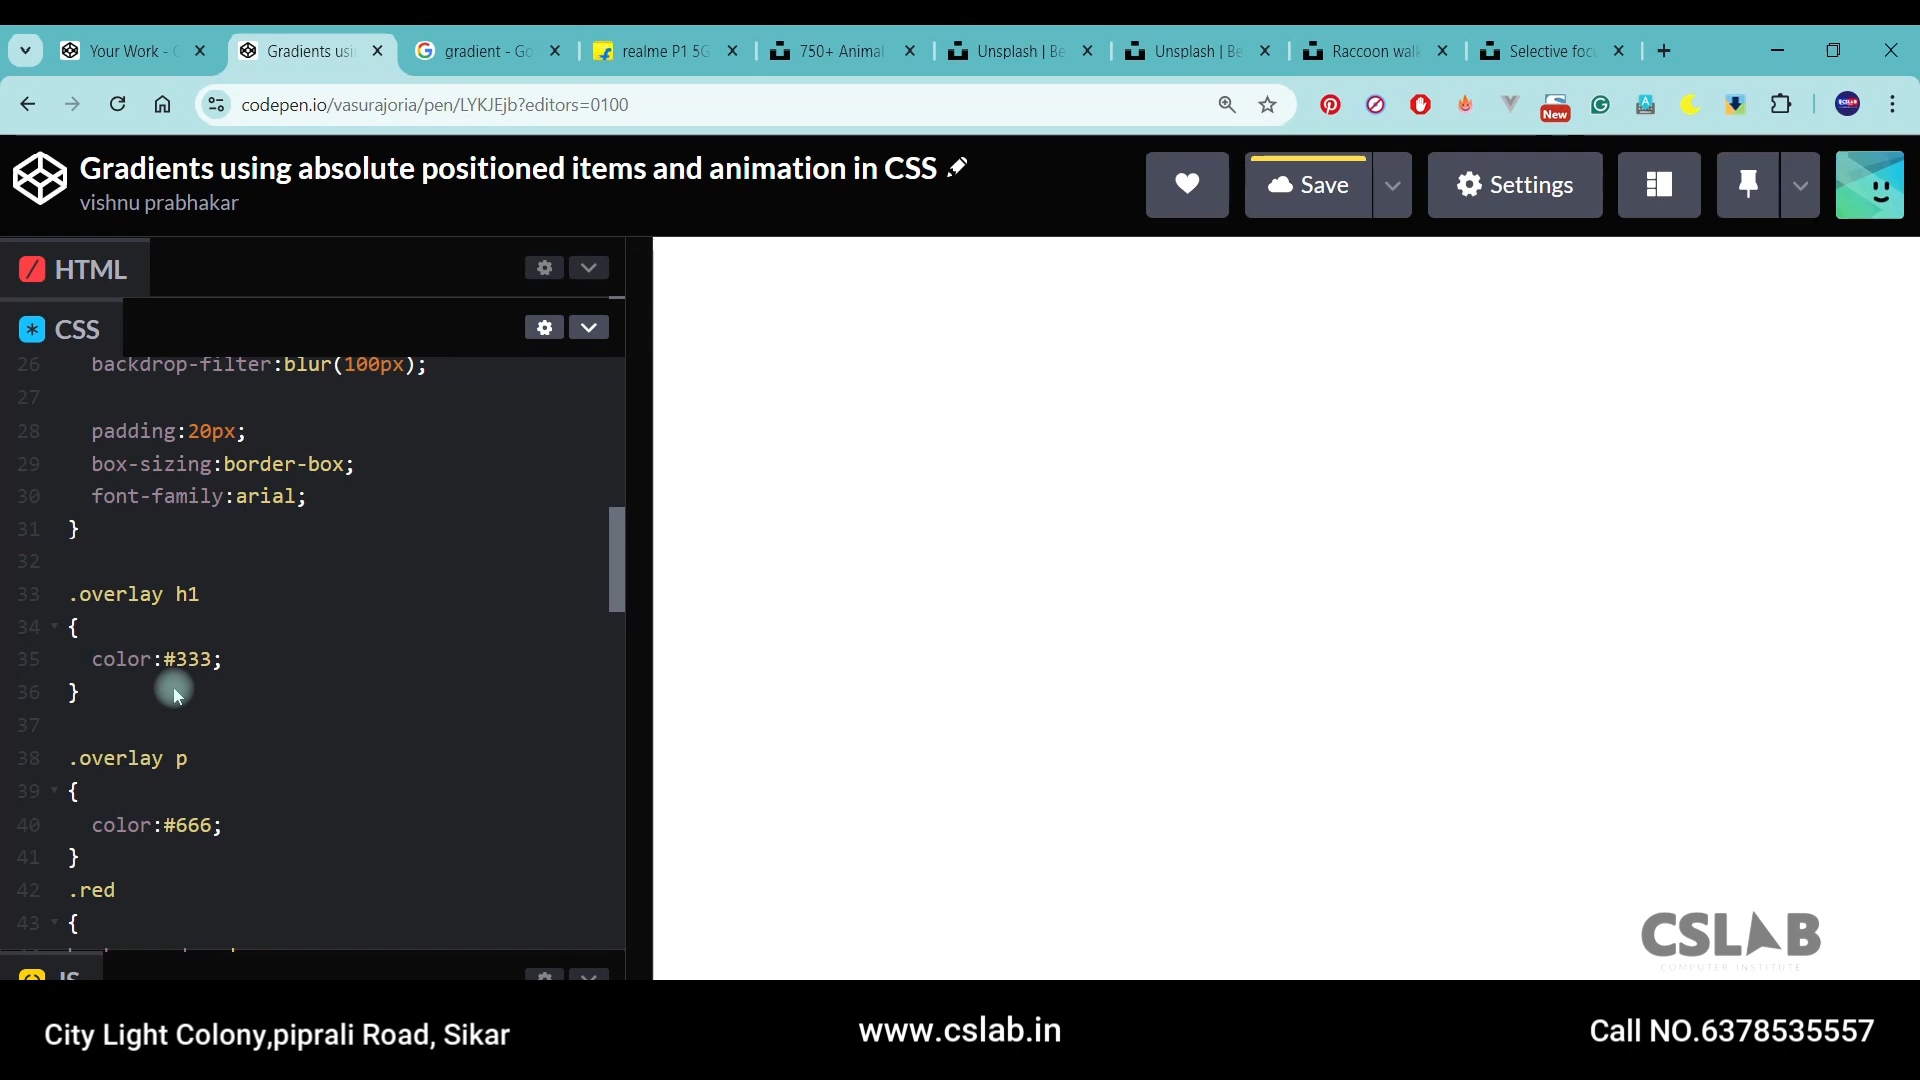 Your Work - C
Gradients usi
gradient - Go
realme P1 5G
750+ Animal
Unsplash | Be
Unsplash | Be
Raccoon walk
Selective foc
codepen.io/vasurajoria/pen/LYKJEjb?editors=0100
New
Gradients using absolute positioned items and animation in CSS
vishnu prabhakar
Save
Settings
HTML
CSS
26 backdrop-filter:blur(100px);
27
28 padding:20px;
29 box-sizing:border-box;
30 font-family:arial;
31 }
32
33 .overlay h1
34 {
35 color:#333;
36 }
37
38 .overlay p
39 {
40 color:#666;
41 }
42 .red
43 {
JS
CSLAB
COMPUTER INSTITUTE
City Light Colony,piprali Road, Sikar
www.cslab.in
Call NO.6378535557